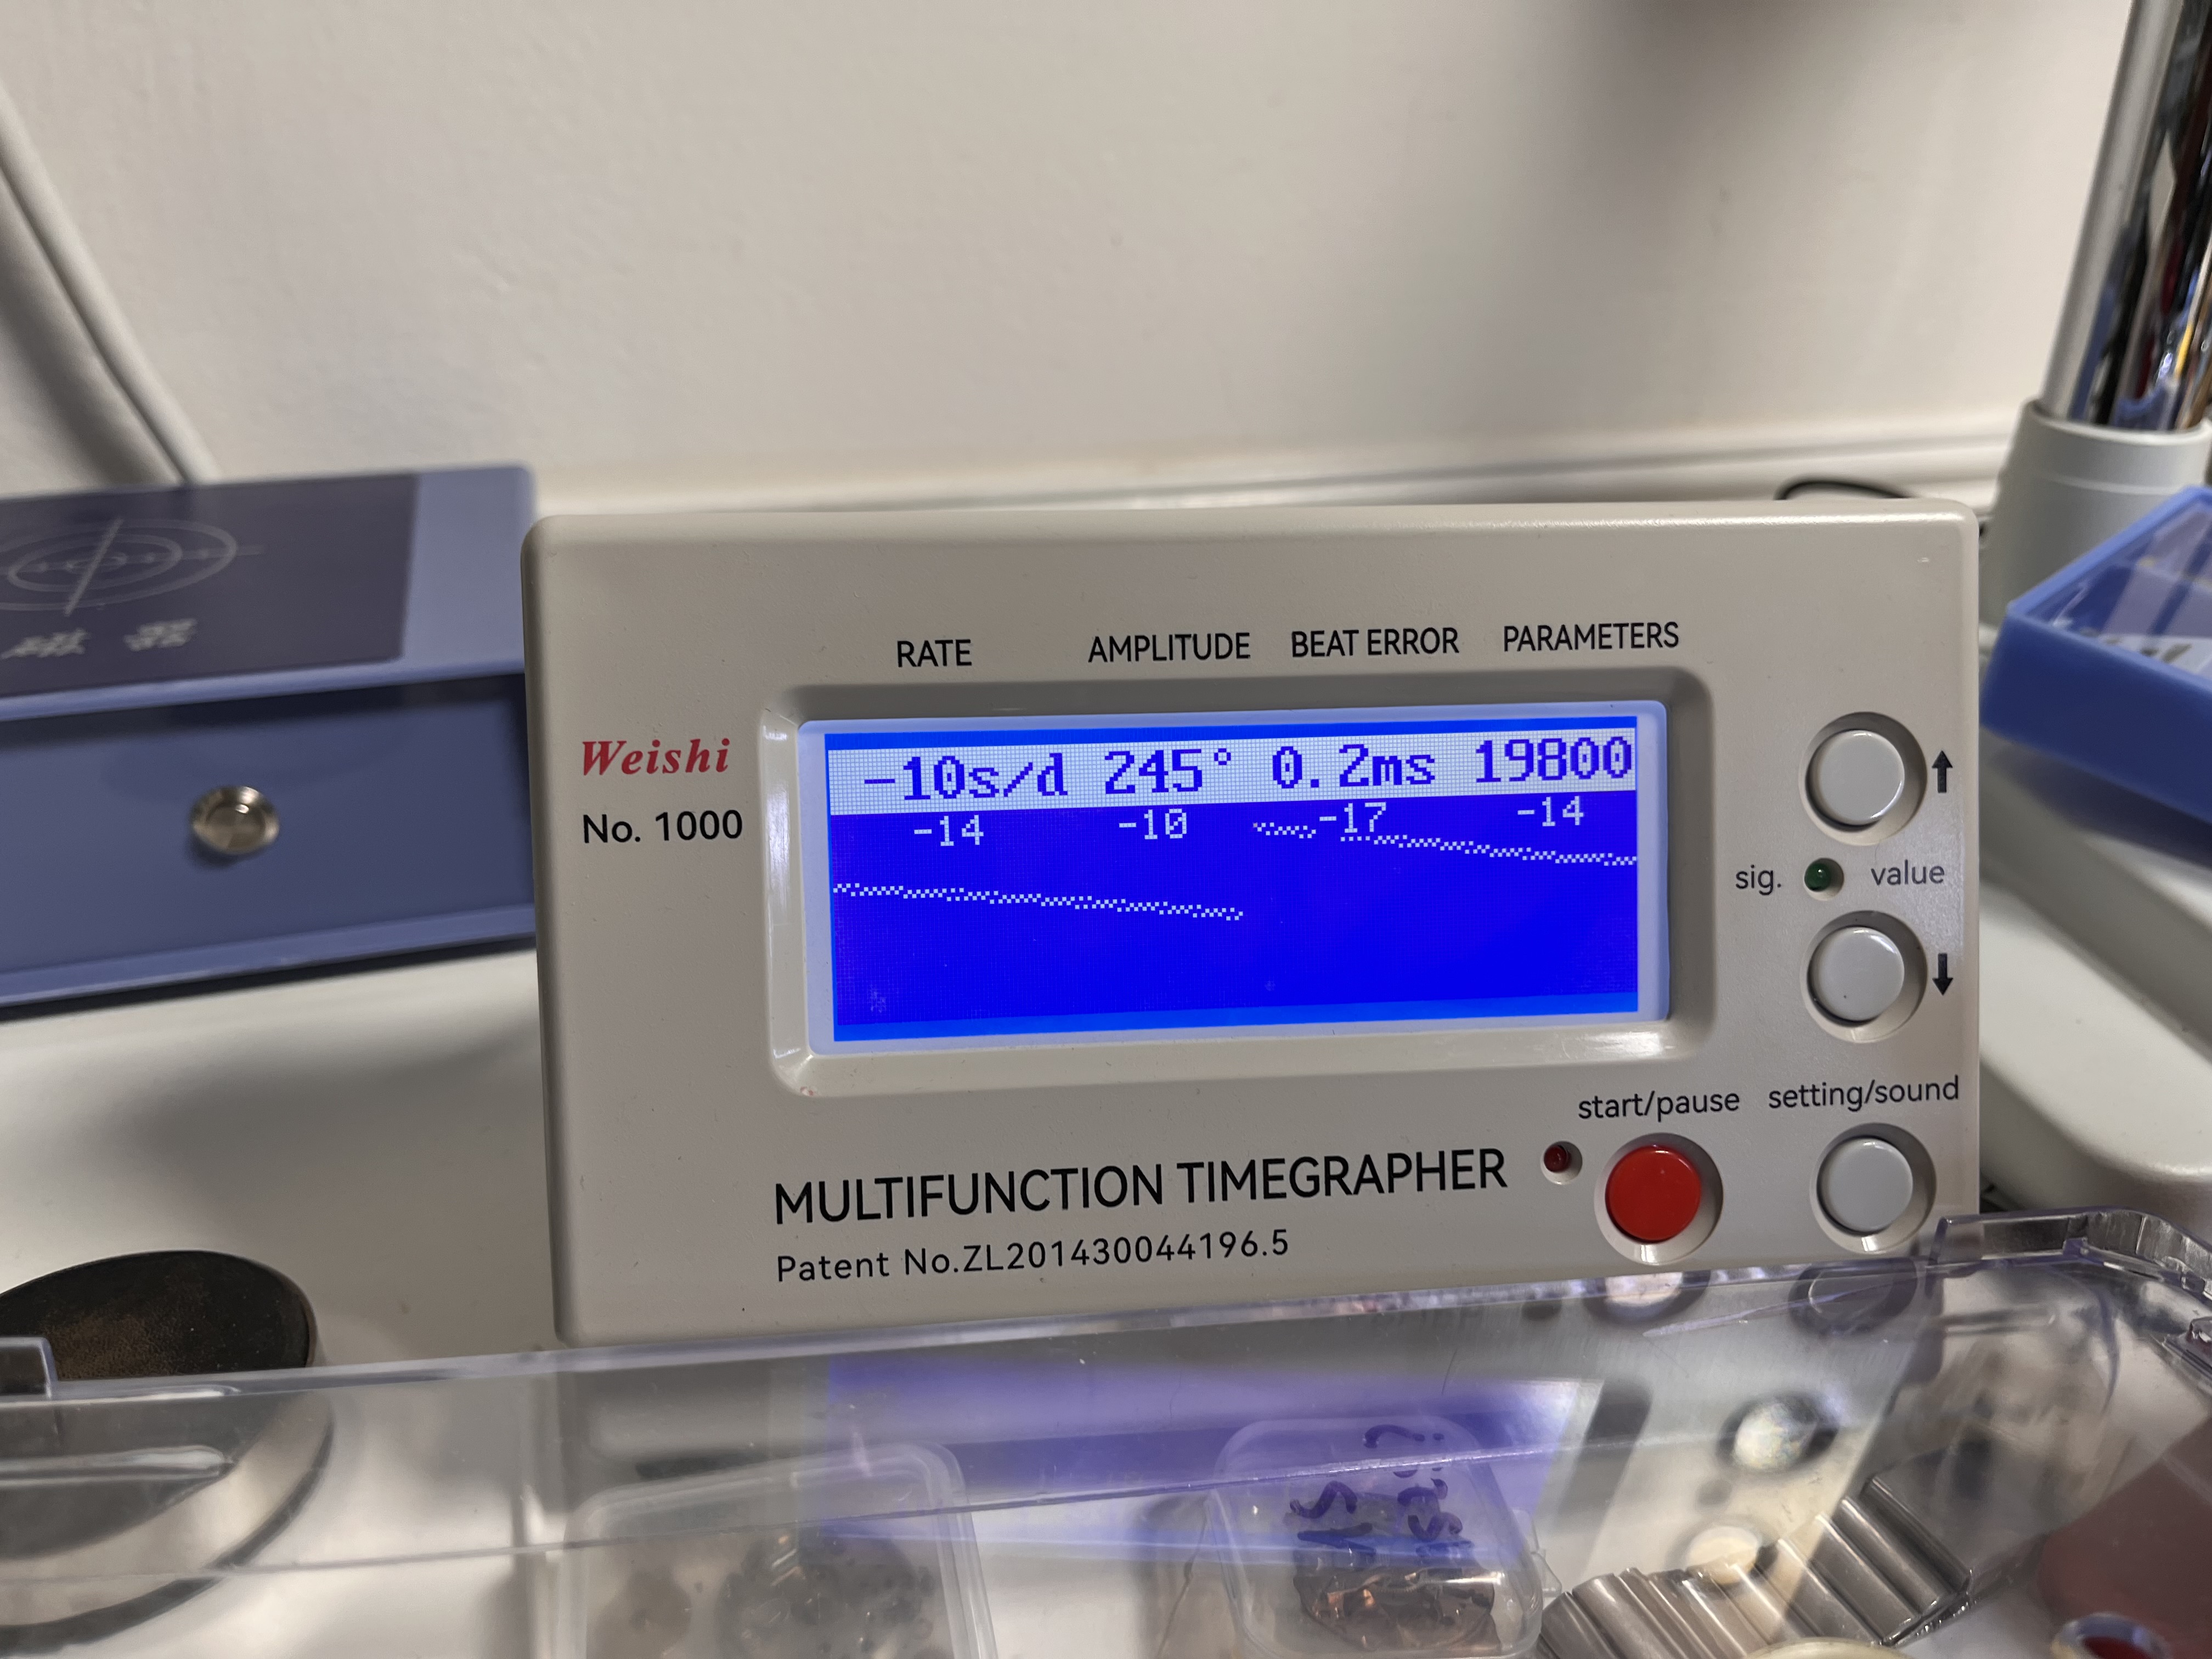 RATE AMPLITUDE BEAT ERROR PARAMETERS
Weishi
No. 1000
-10s/d 245° 0.2ms 19800
-14 -10 -17 -14
sig. value
start/pause setting/sound
MULTIFUNCTION TIMEGRAPHER
Patent No.ZL201430044196.5